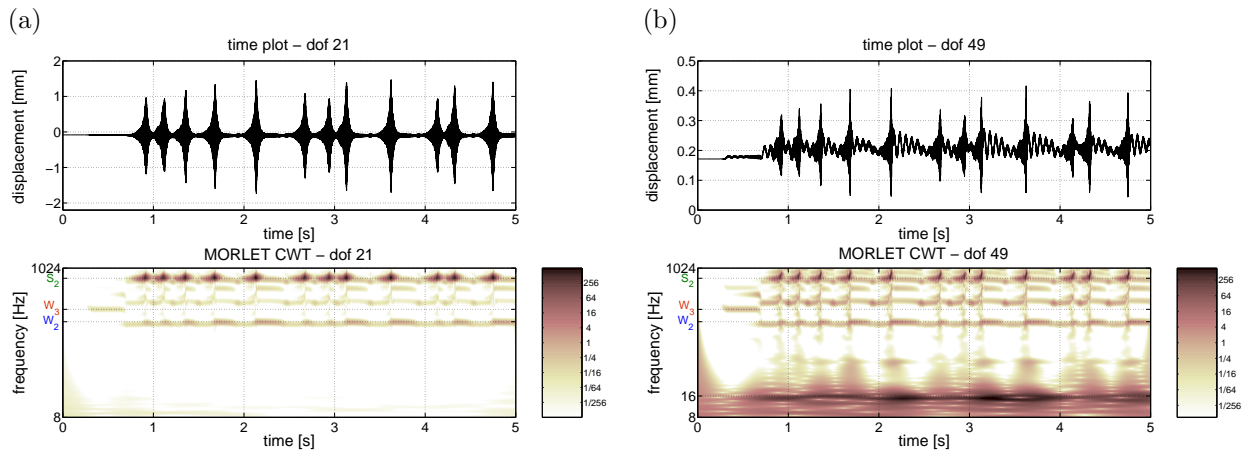 (a)
time plot – dof 21
displacement [mm]
2
1
0
−1
−2
0 1 2 3 4 5
time [s]
MORLET CWT – dof 21
frequency [Hz]
1024
S2
W3
W2
8
0 1 2 3 4 5
time [s]
256
64
16
4
1
1/4
1/16
1/64
1/256
(b)
time plot – dof 49
displacement [mm]
0.5
0.4
0.3
0.2
0.1
0
0 1 2 3 4 5
time [s]
MORLET CWT – dof 49
frequency [Hz]
1024
S2
W3
W2
16
8
0 1 2 3 4 5
time [s]
256
64
16
4
1
1/4
1/16
1/64
1/256